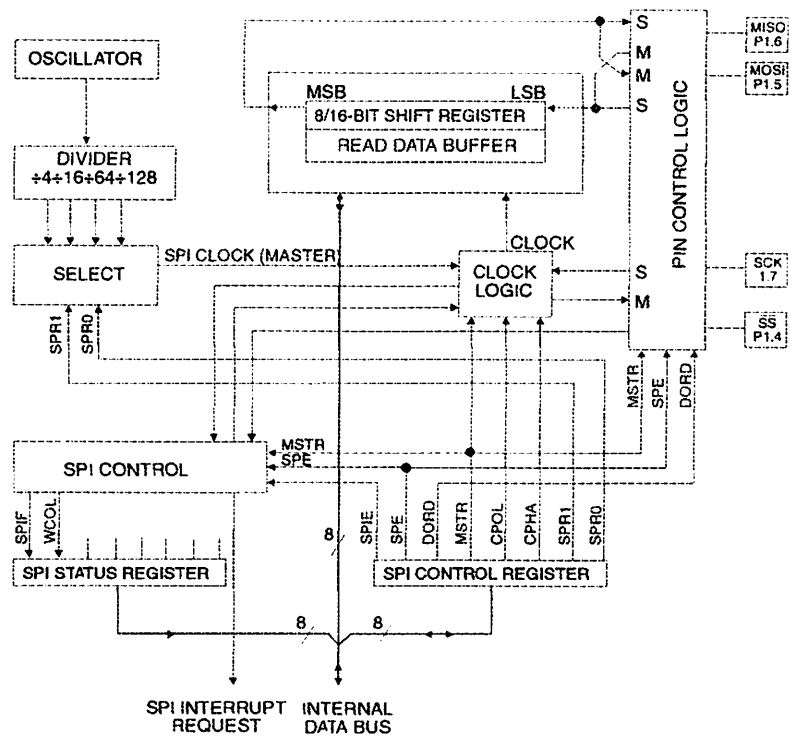 OSCILLATOR
DIVIDER
÷4÷16÷64÷128
SELECT
SPI CLOCK (MASTER
SPR1
SPR0
MSB
LSB
8/16-BIT SHIFT REGISTER
READ DATA BUFFER
CLOCK
CLOCK
LOGIC
S
M
M
S
S
M
PIN CONTROL LOGIC
MISO
P1.6
MOSI
P1.5
SCK
1.7
SS
P1.4
MSTR
SPE
DORD
SPI CONTROL
MSTR
SPE
SPIF
WCOL
SPI STATUS REGISTER
8
SPIE
SPE
DORD
MSTR
CPOL
CPHA
SPR1
SPR0
SPI CONTROL REGISTER
8
8
SPI INTERRUPT
REQUEST
INTERNAL
DATA BUS